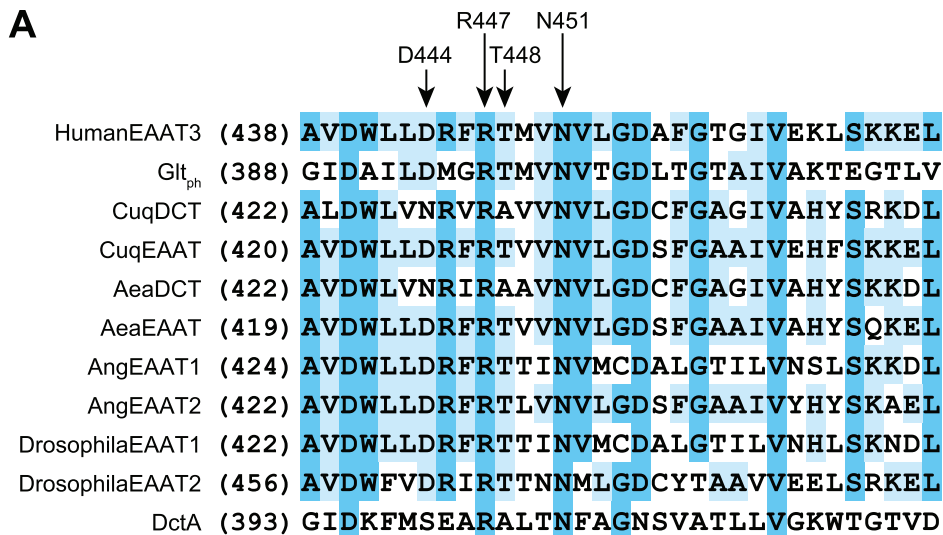 A
R447 N451
D444 T448
HumanEAAT3 (438) AVDWLLDRFRTMVNVLGDAFGTGIVEKLSKKEL
Gltph (388) GIDAILDMGRTMVNVTGDLTGTAIVAKTEGTLV
CuqDCT (422) ALDWLVNRVRAVVNVLGDCFGAGIVAHYSRKDL
CuqEAAT (420) AVDWLLDRFRTVVNVLGDSFGAAIVEHFSKKEL
AeaDCT (422) AVDWLVNRIRAAVNVLGDCFGAGIVAHYSKKDL
AeaEAAT (419) AVDWLLDRFRTVVNVLGDSFGAAIVAHYSQKEL
AngEAAT1 (424) AVDWLLDRFRTTINVMCDALGTILVNSLSKKDL
AngEAAT2 (422) AVDWLLDRFRTLVNVLGDSFGAAIVYHYSKAEL
DrosophilaEAAT1 (422) AVDWLLDRFRTTINVMCDALGTILVNHLSKNDL
DrosophilaEAAT2 (456) AVDWFVDRIRTTNNMLGDCYTAAVVEELSRKEL
DctA (393) GIDKFMSEARALTNFAGNSVATLLVGKWTGTVD